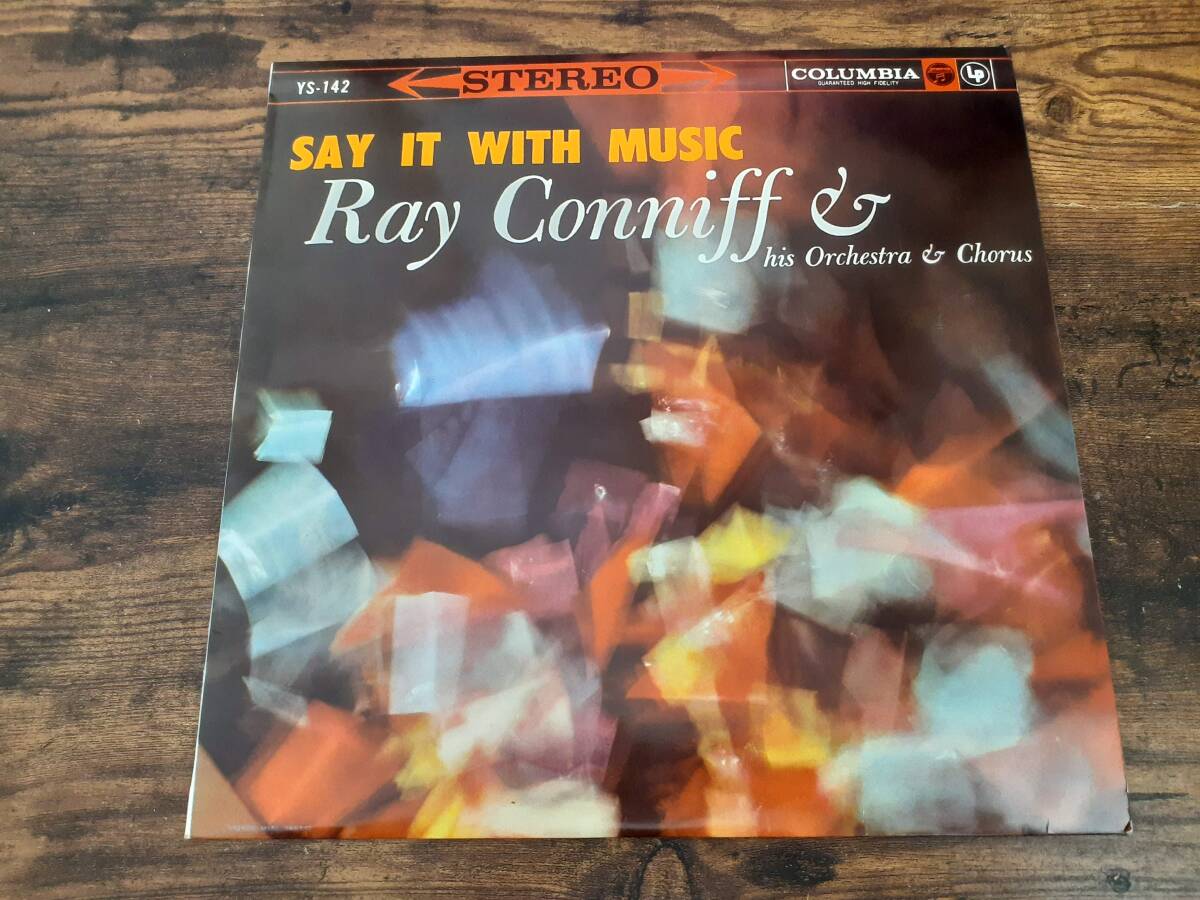 YS-142 STEREO COLUMBIA LP
GUARANTEED HIGH FIDELITY
SAY IT WITH MUSIC
Ray Conniff &
his Orchestra & Chorus